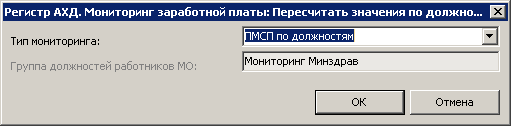 Регистр АХД. Мониторинг заработной платы: Пересчитать значения по должно...
Тип мониторинга:
ПМСП по должностям
Группа должностей работников МО:
Мониторинг Минздрав
ОК
Отмена